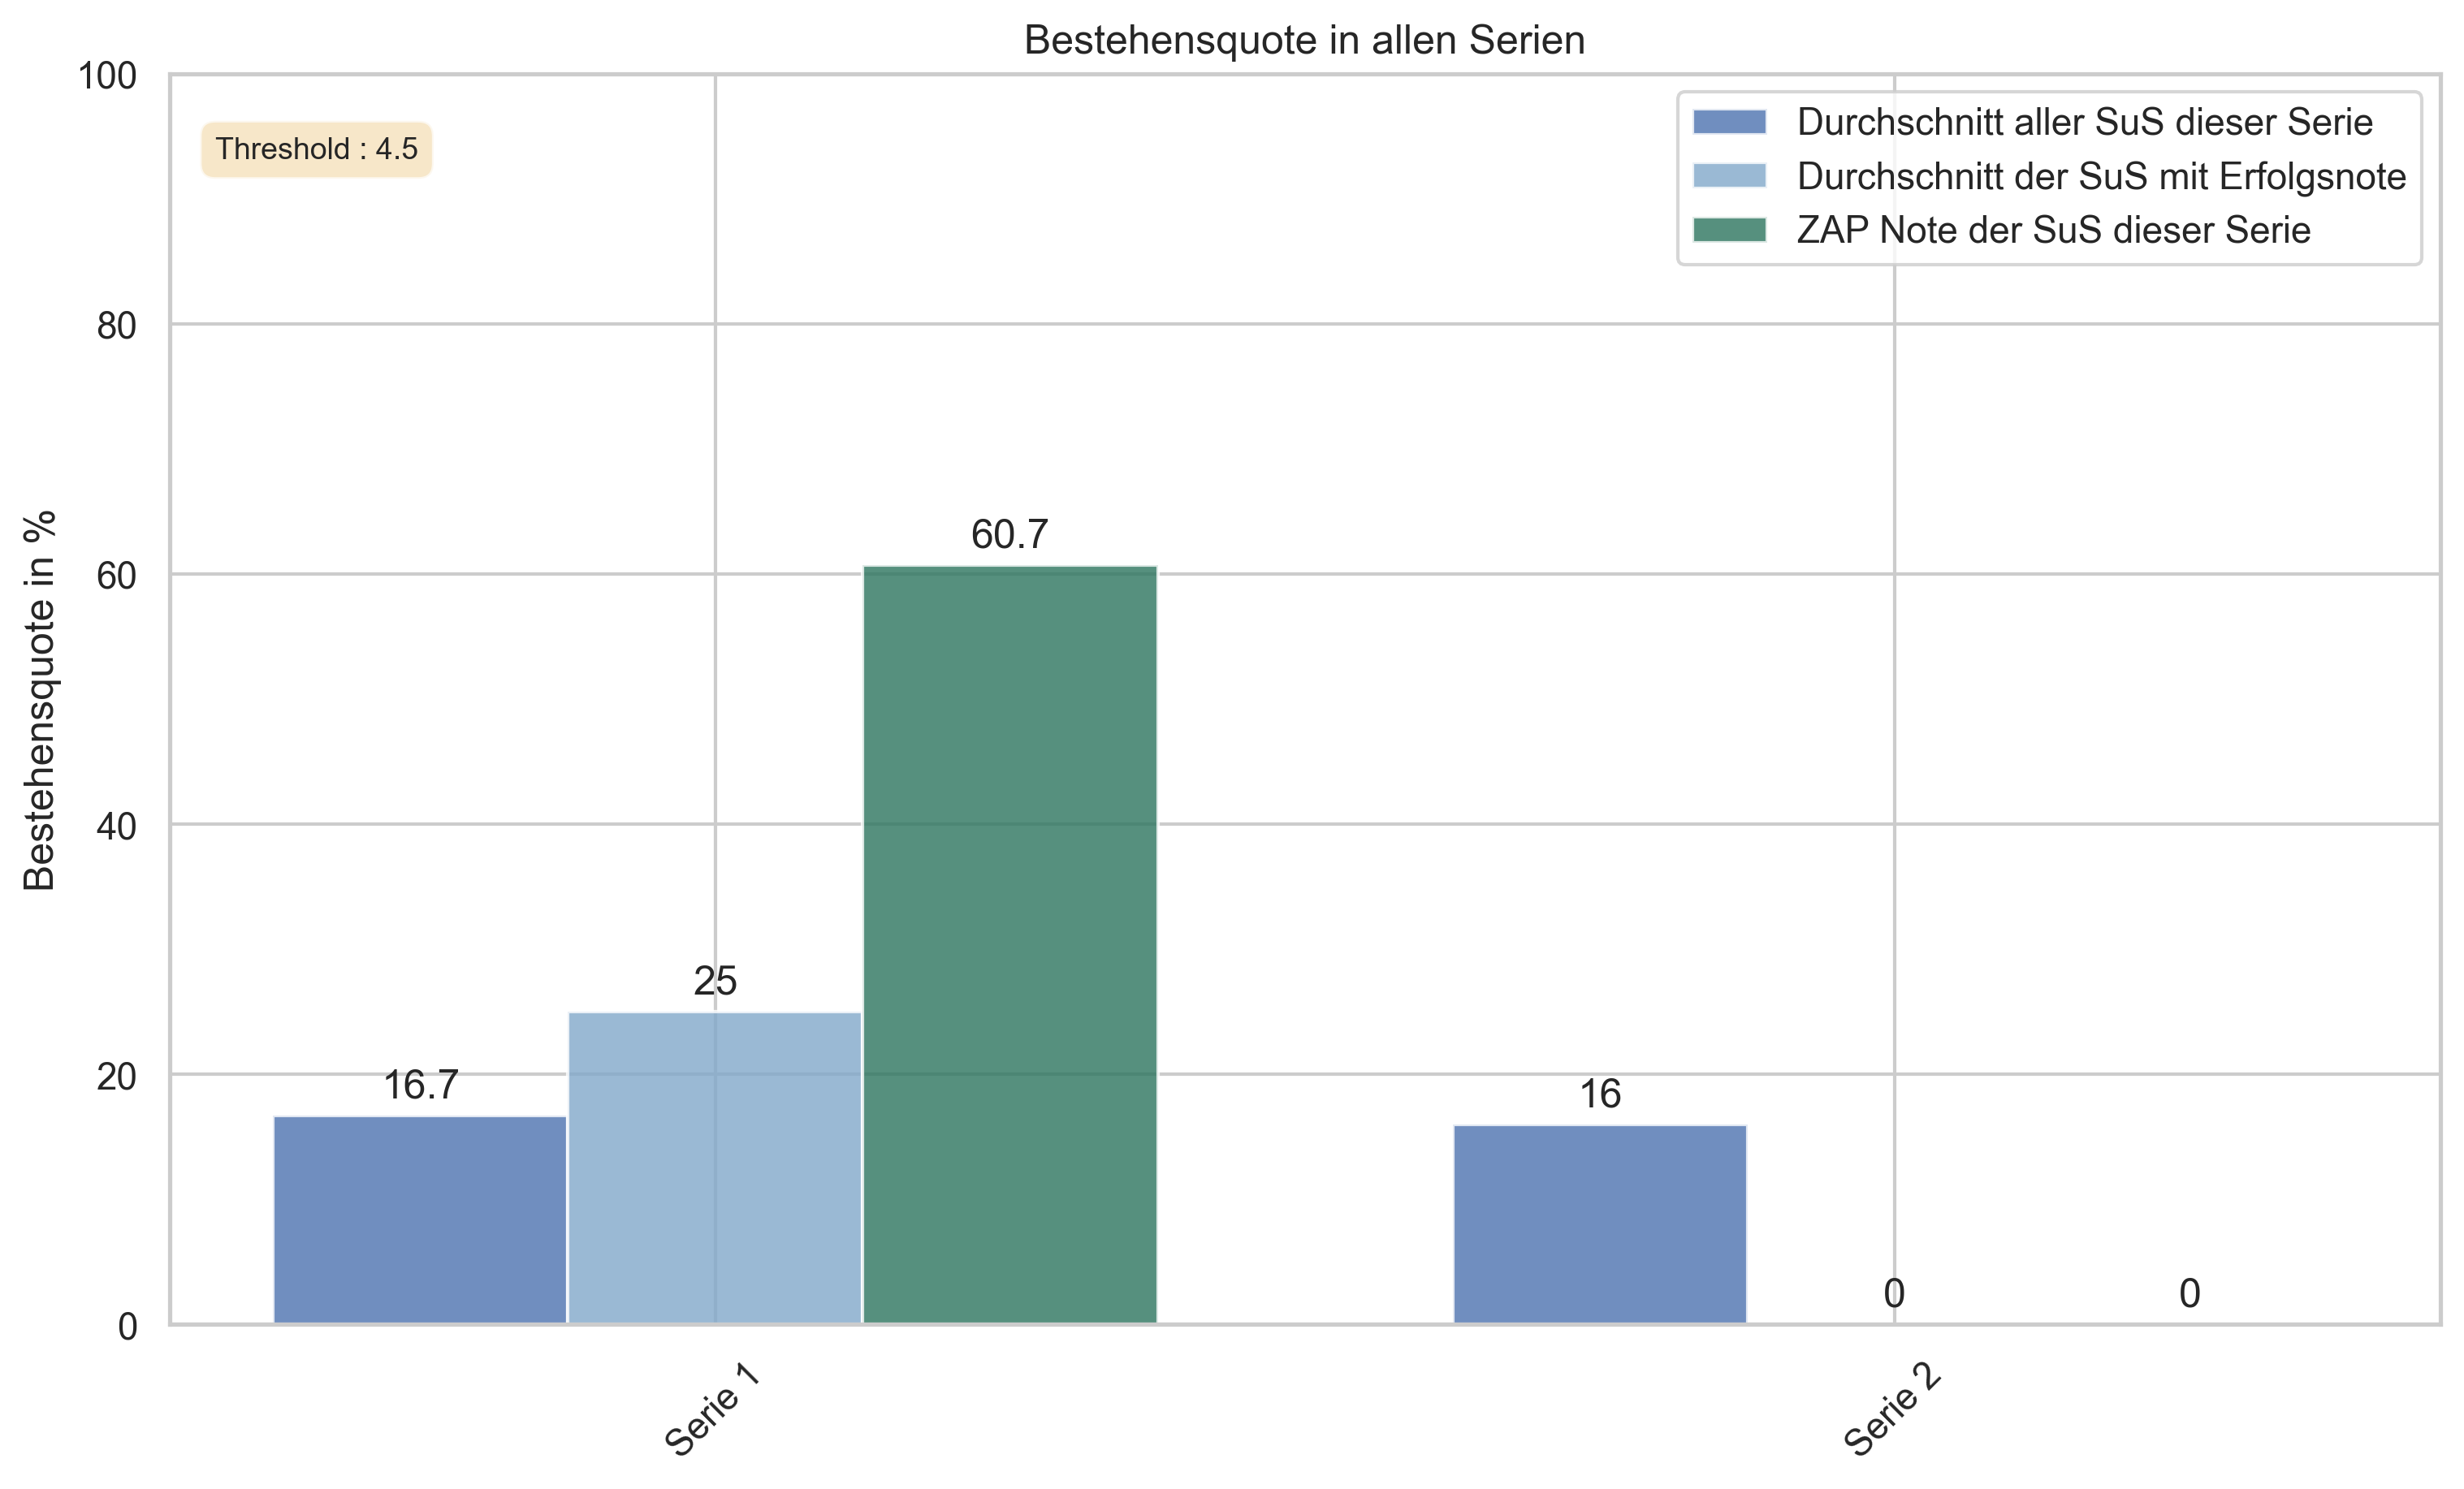 Bestehensquote in allen Serien
100
Threshold : 4.5
Durchschnitt aller SuS dieser Serie
Durchschnitt der SuS mit Erfolgsnote
ZAP Note der SuS dieser Serie
80
60
40
20
0
Bestehensquote in %
16.7
25
60.7
16
0
0
Serie 1
Serie 2